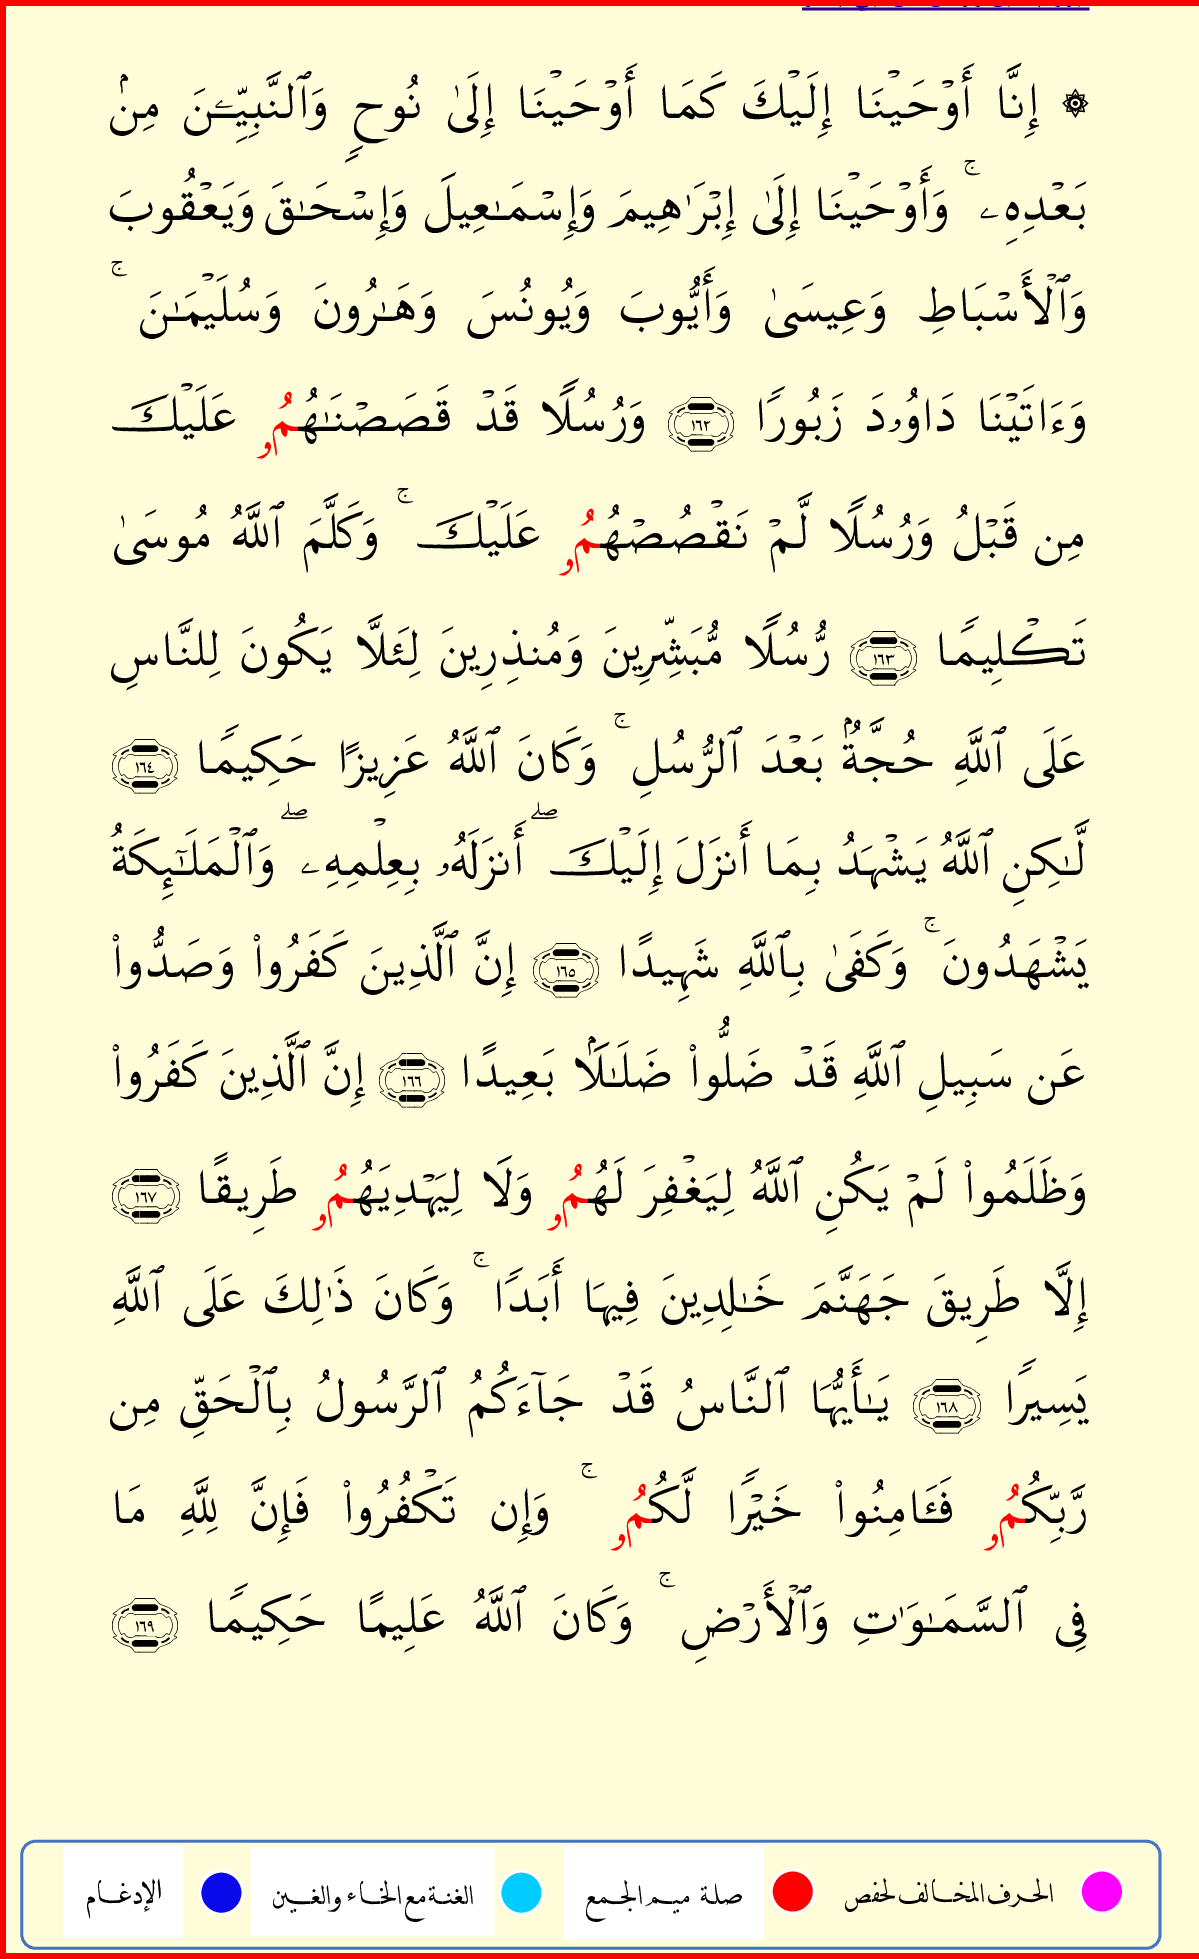 ۞ إِنَّا أَوْحَيْنَا إِلَيْكَ كَمَا أَوْحَيْنَا إِلَىٰ نُوحٍ وَٱلنَّبِيِّـۧنَ مِنۢ
بَعْدِهِۦ ۚ وَأَوْحَيْنَا إِلَىٰ إِبْرَٰهِيمَ وَإِسْمَـٰعِيلَ وَإِسْحَـٰقَ وَيَعْقُوبَ
وَٱلْأَسْبَاطِ وَعِيسَىٰ وَأَيُّوبَ وَيُونُسَ وَهَـٰرُونَ وَسُلَيْمَـٰنَ ۚ
وَءَاتَيْنَا دَاوُۥدَ زَبُورًا ١٦٢ وَرُسُلًا قَدْ قَصَصْنَـٰهُمُۥ عَلَيْكَ
مِن قَبْلُ وَرُسُلًا لَّمْ نَقْصُصْهُمُۥ عَلَيْكَ ۚ وَكَلَّمَ ٱللَّهُ مُوسَىٰ
تَكْلِيمًا ١٦٣ رُّسُلًا مُّبَشِّرِينَ وَمُنذِرِينَ لِئَلَّا يَكُونَ لِلنَّاسِ
عَلَى ٱللَّهِ حُجَّةٌۢ بَعْدَ ٱلرُّسُلِ ۚ وَكَانَ ٱللَّهُ عَزِيزًا حَكِيمًا ١٦٤
لَّـٰكِنِ ٱللَّهُ يَشْهَدُ بِمَا أَنزَلَ إِلَيْكَ ۖ أَنزَلَهُۥ بِعِلْمِهِۦ ۖ وَٱلْمَلَـٰٓئِكَةُ
يَشْهَدُونَ ۚ وَكَفَىٰ بِٱللَّهِ شَهِيدًا ١٦٥ إِنَّ ٱلَّذِينَ كَفَرُوا۟ وَصَدُّوا۟
عَن سَبِيلِ ٱللَّهِ قَدْ ضَلُّوا۟ ضَلَـٰلًۢا بَعِيدًا ١٦٦ إِنَّ ٱلَّذِينَ كَفَرُوا۟
وَظَلَمُوا۟ لَمْ يَكُنِ ٱللَّهُ لِيَغْفِرَ لَهُمُۥ وَلَا لِيَهْدِيَهُمُۥ طَرِيقًا ١٦٧
إِلَّا طَرِيقَ جَهَنَّمَ خَـٰلِدِينَ فِيهَا أَبَدًا ۚ وَكَانَ ذَٰلِكَ عَلَى ٱللَّهِ
يَسِيرًا ١٦٨ يَـٰأَيُّهَا ٱلنَّاسُ قَدْ جَآءَكُمُ ٱلرَّسُولُ بِٱلْحَقِّ مِن
رَّبِّكُمُۥ فَـَٔامِنُوا۟ خَيْرًا لَّكُمُۥ ۚ وَإِن تَكْفُرُوا۟ فَإِنَّ لِلَّهِ مَا
فِى ٱلسَّمَـٰوَٰتِ وَٱلْأَرْضِ ۚ وَكَانَ ٱللَّهُ عَلِيمًا حَكِيمًا ١٦٩
الحرف المخالف لحفص صلة ميم الجمع الغنة مع الخاء والغين الإدغام